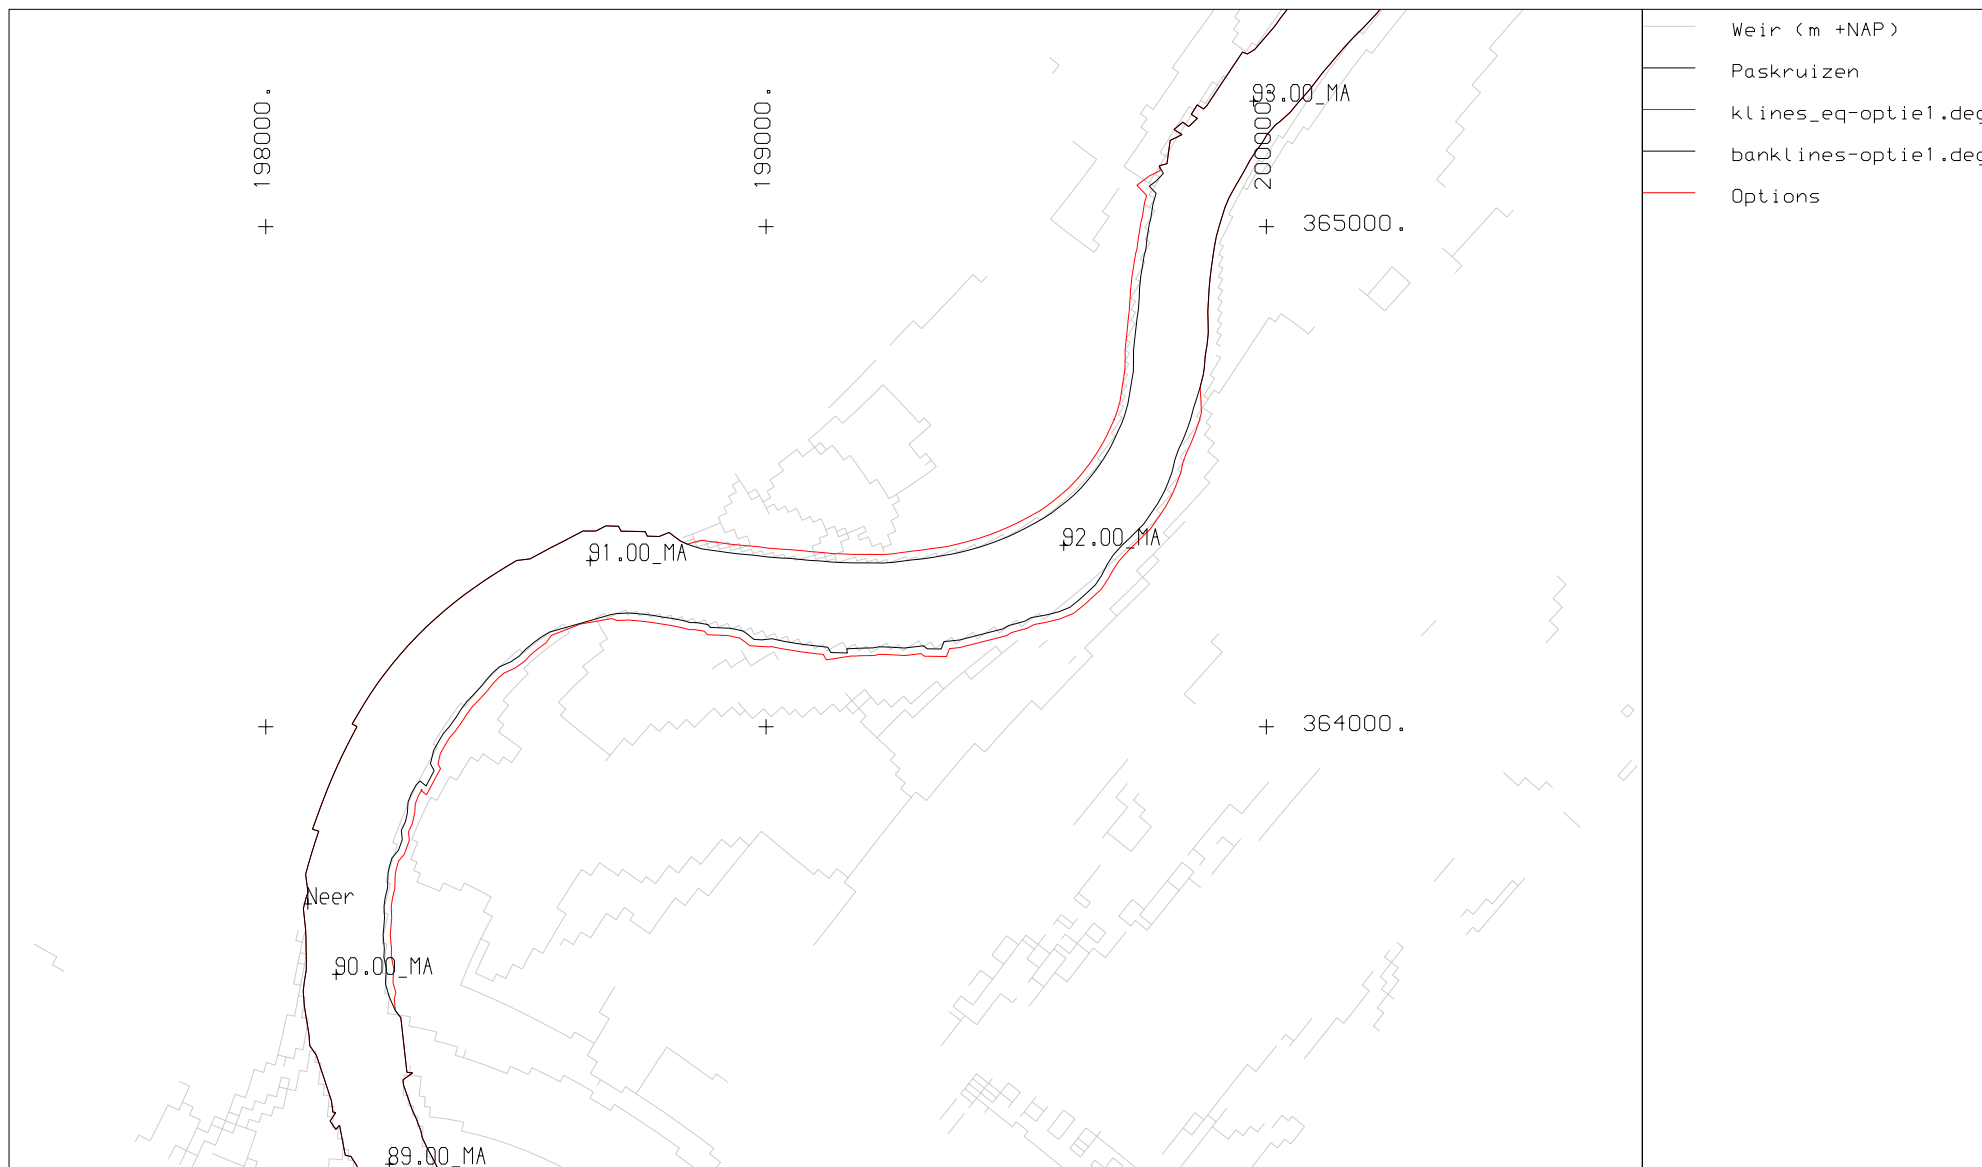 Weir (m +NAP)
Paskruizen
klines_eq-optie1.deg
banklines-optie1.deg
Options
198000.
199000.
200000.
93.00_MA
365000.
92.00_MA
91.00_MA
364000.
Neer
90.00_MA
89.00_MA